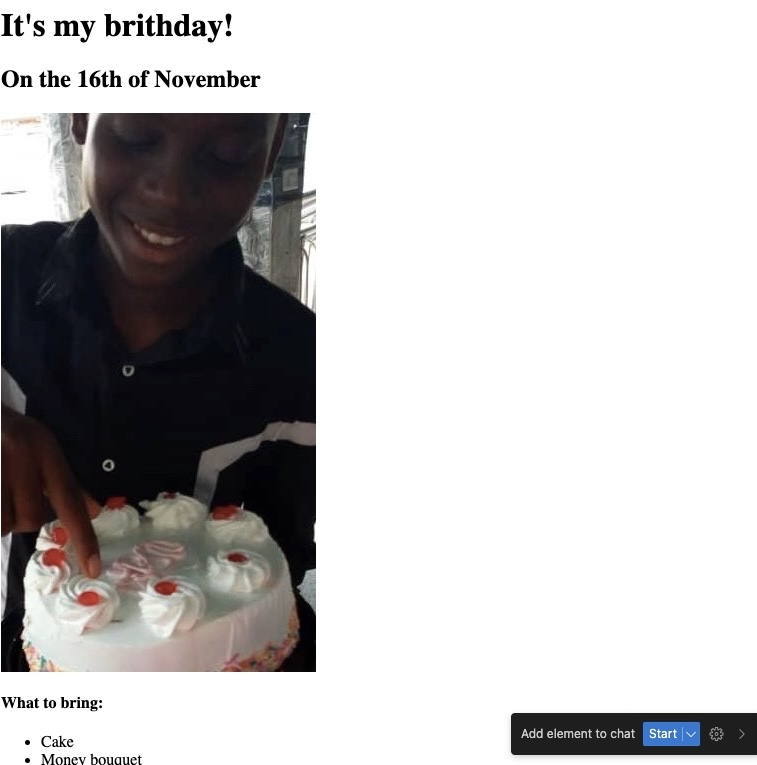 It's my brithday!
On the 16th of November
What to bring:
Cake
Money bouquet
Add element to chat Start